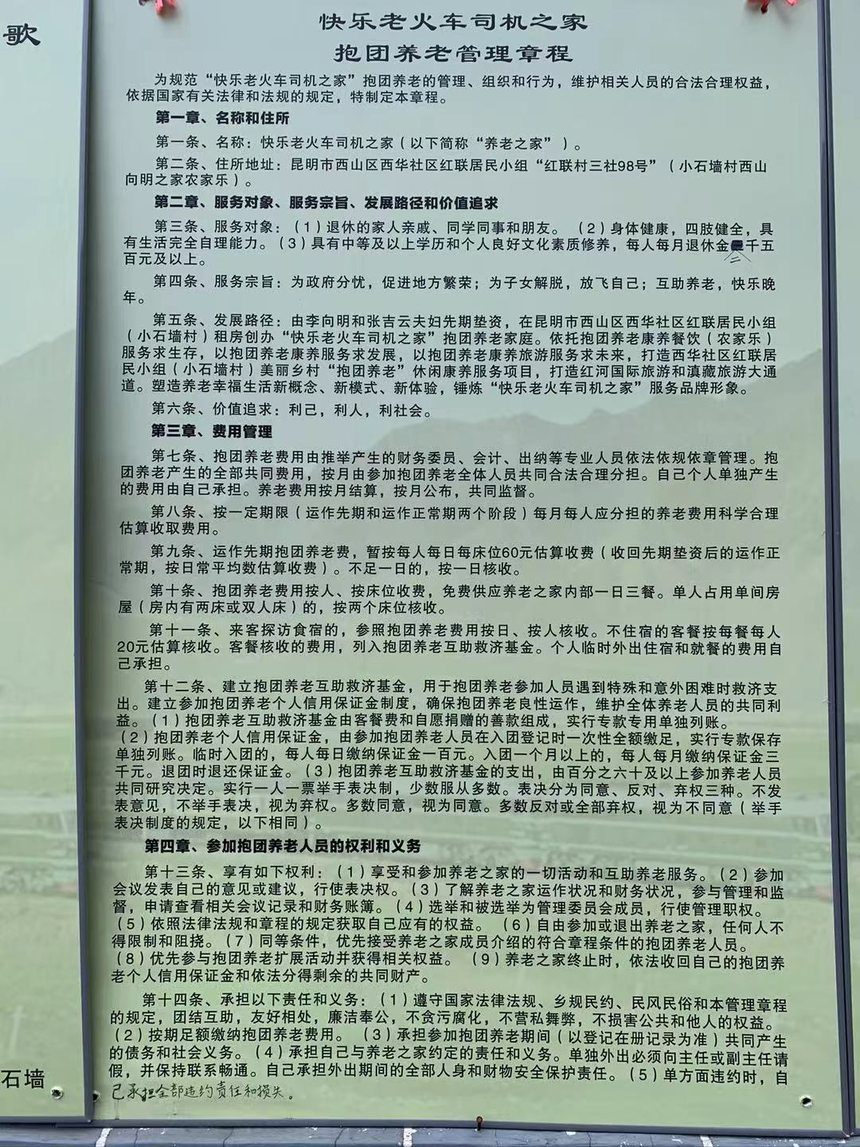 歌
快乐老火车司机之家
抱团养老管理章程
为规范“快乐老火车司机之家”抱团养老的管理、组织和行为，维护相关人员的合法合理权益，
依据国家有关法律和法规的规定，特制定本章程。
第一章、名称和住所
第一条、名称：快乐老火车司机之家（以下简称“养老之家”）。
第二条、住所地址：昆明市西山区西华社区红联居民小组“红联村三社98号”（小石墙村西山
向明之家农家乐）。
第二章、服务对象、服务宗旨、发展路径和价值追求
第三条、服务对象：（1）退休的家人亲戚、同学同事和朋友。（2）身体健康，四肢健全，具
有生活完全自理能力。（3）具有中等及以上学历和个人良好文化素质修养，每人每月退休金二千五
百元及以上。
第四条、服务宗旨：为政府分忧，促进地方繁荣；为子女解脱，放飞自己；互助养老，快乐晚
年。
第五条、发展路径：由李向明和张吉云夫妇先期垫资，在昆明市西山区西华社区红联居民小组
（小石墙村）租房创办“快乐老火车司机之家”抱团养老家庭。依托抱团养老康养餐饮（农家乐）
服务求生存，以抱团养老康养服务求发展，以抱团养老康养旅游服务求未来，打造西华社区红联居
民小组（小石墙村）美丽乡村“抱团养老”休闲康养服务项目，打造红河国际旅游和滇藏旅游大通
道。塑造养老幸福生活新概念、新模式、新体验，锤炼“快乐老火车司机之家”服务品牌形象。
第六条、价值追求：利己，利人，利社会。
第三章、费用管理
第七条、抱团养老费用由推举产生的财务委员、会计、出纳等专业人员依法依规依章管理。抱
团养老产生的全部共同费用，按月由参加抱团养老全体人员共同合法合理分担。自己个人单独产生
的费用由自己承担。养老费用按月结算，按月公布，共同监督。
第八条、按一定期限（运作先期和运作正常期两个阶段）每月每人应分担的养老费用科学合理
估算收取费用。
第九条、运作先期抱团养老费，暂按每人每日每床位60元估算收费（收回先期垫资后的运作正
常期，按日常平均数估算收费）。不足一日的，按一日核收。
第十条、抱团养老费用按人、按床位收费，免费供应养老之家内部一日三餐。单人占用单间房
屋（房内有两床或双人床）的，按两个床位核收。
第十一条、来客探访食宿的，参照抱团养老费用按日、按人核收。不住宿的客餐按每餐每人
20元估算核收。客餐核收的费用，列入抱团养老互助救济基金。个人临时外出住宿和就餐的费用自
己承担。
第十二条、建立抱团养老互助救济基金，用于抱团养老参加人员遇到特殊和意外困难时救济支
出。建立参加抱团养老个人信用保证金制度，确保抱团养老良性运作，维护全体养老人员的共同利
益。（1）抱团养老互助救济基金由客餐费和自愿捐赠的善款组成，实行专款专用单独列账。
（2）抱团养老个人信用保证金，由参加抱团养老人员在入团登记时一次性全额缴足，实行专款保存
单独列账。临时入团的，每人每日缴纳保证金一百元。入团一个月以上的，每人每月缴纳保证金三
千元。退团时退还保证金。（3）抱团养老互助救济基金的支出，由百分之六十及以上参加养老人员
共同研究决定。实行一人一票举手表决制，少数服从多数。表决分为同意、反对、弃权三种。不发
表意见，不举手表决，视为弃权。多数同意，视为同意。多数反对或全部弃权，视为不同意（举手
表决制度的规定，以下相同）。
第四章、参加抱团养老人员的权利和义务
第十三条、享有如下权利：（1）享受和参加养老之家的一切活动和互助养老服务。（2）参加
会议发表自己的意见或建议，行使表决权。（3）了解养老之家运作状况和财务状况，参与管理和监
督，申请查看相关会议记录和财务账簿。（4）选举和被选举为管理委员会成员，行使管理职权。
（5）依照法律法规和章程的规定获取自己应有的权益。（6）自由参加或退出养老之家，任何人不
得限制和阻挠。（7）同等条件，优先接受养老之家成员介绍的符合章程条件的抱团养老人员。
（8）优先参与抱团养老扩展活动并获得相关权益。（9）养老之家终止时，依法收回自己的抱团养
老个人信用保证金和依法分得剩余的共同财产。
第十四条、承担以下责任和义务：（1）遵守国家法律法规、乡规民约、民风民俗和本管理章程
的规定，团结互助，友好相处，廉洁奉公，不贪污腐化，不营私舞弊，不损害公共和他人的权益。
（2）按期足额缴纳抱团养老费用。（3）承担参加抱团养老期间（以登记在册记录为准）共同产生
的债务和社会义务。（4）承担自己与养老之家约定的责任和义务。单独外出必须向主任或副主任请
假，并保持联系畅通。自己承担外出期间的全部人身和财物安全保护责任。（5）单方面违约时，自
己承担全部违约责任和损失。
石墙